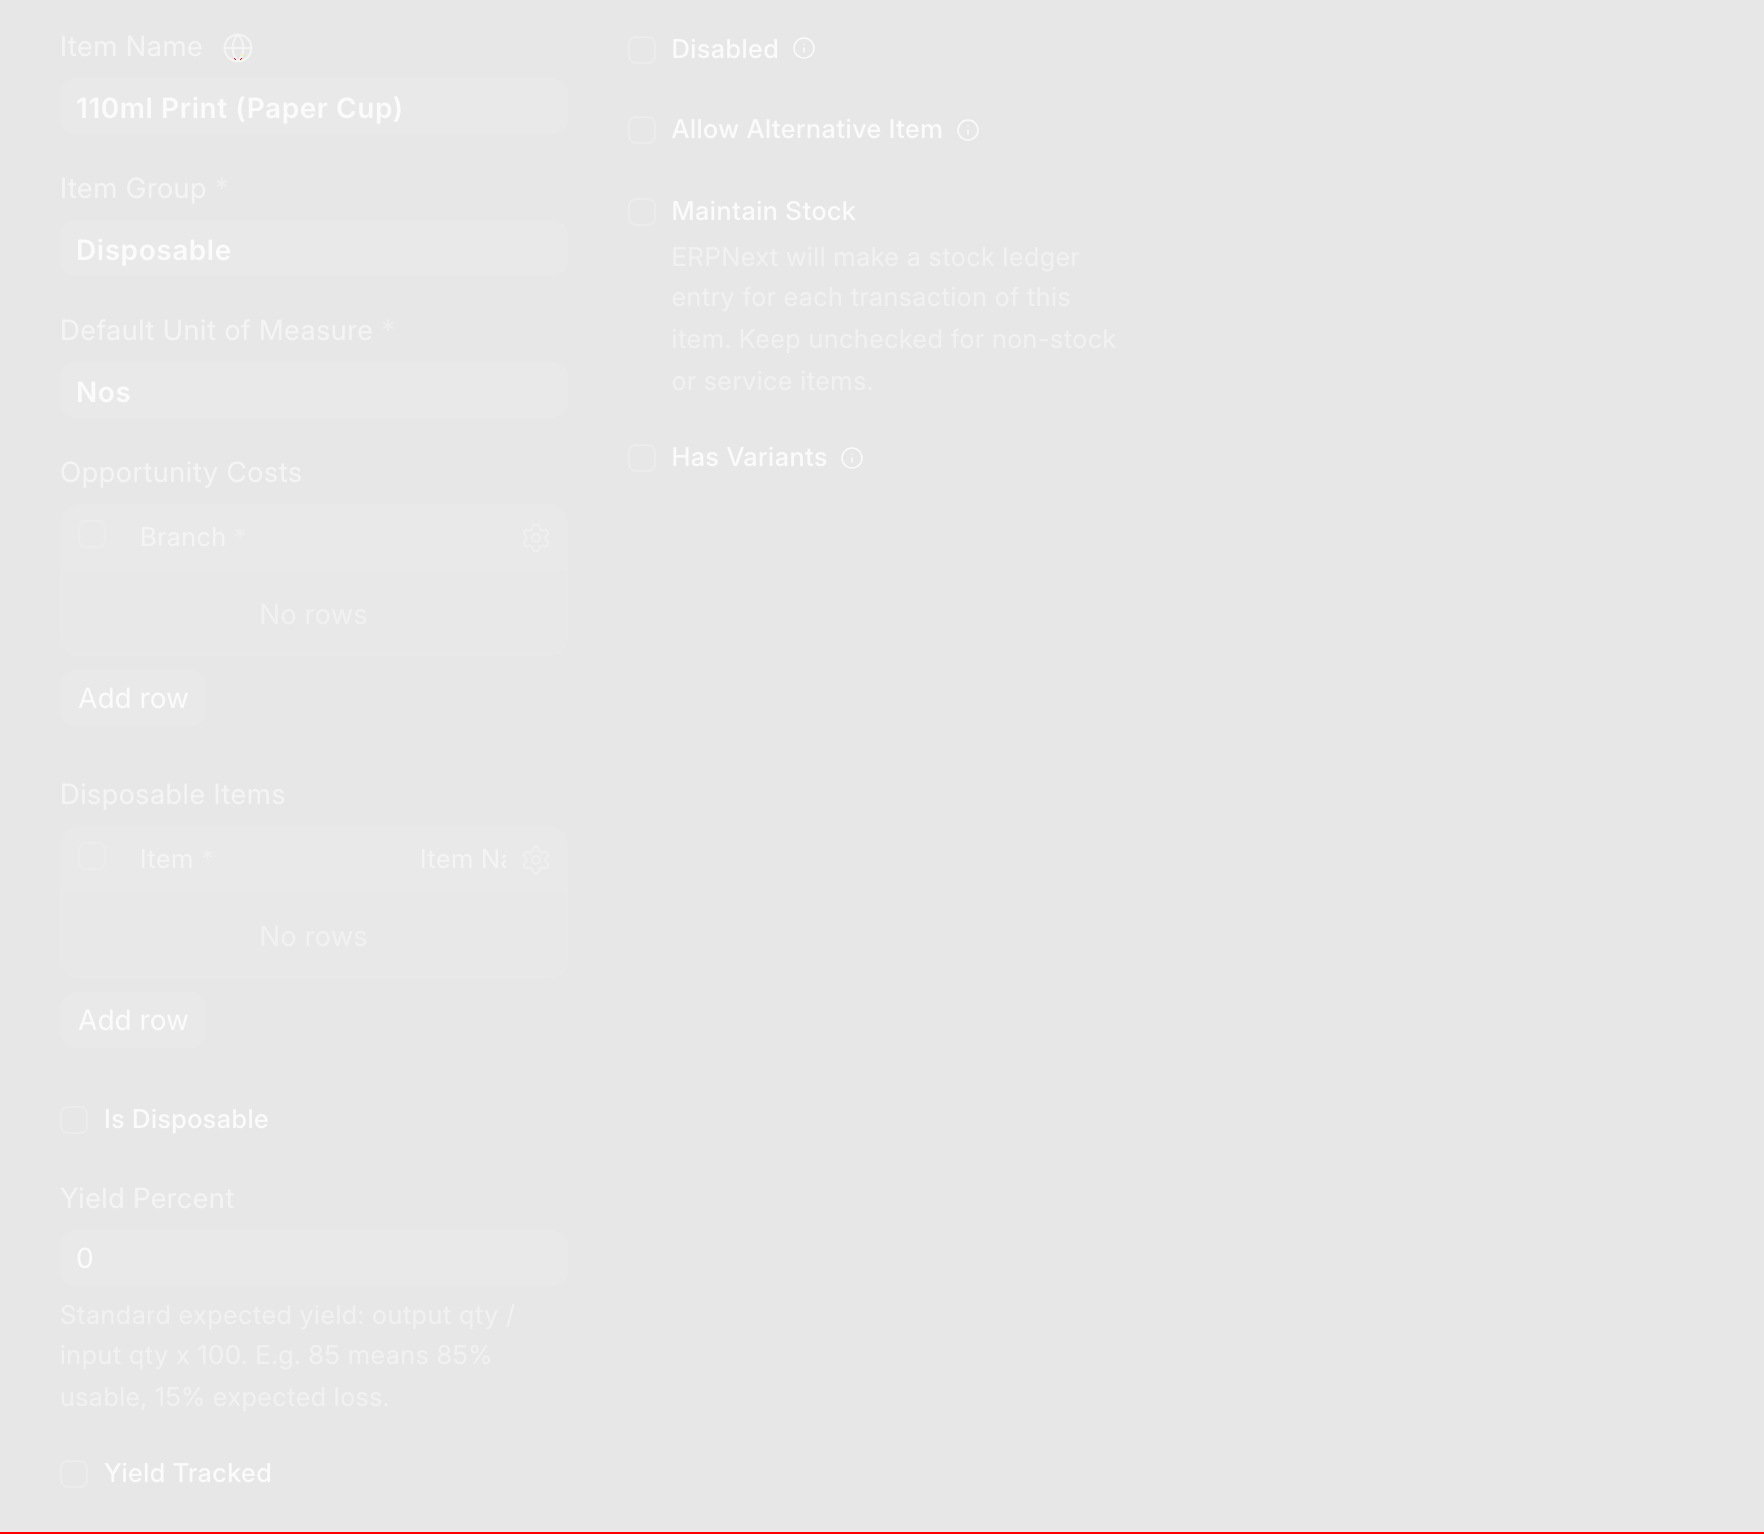 Item Name
110ml Print (Paper Cup)
Item Group *
Disposable
Default Unit of Measure *
Nos
Opportunity Costs
Branch *
No rows
Add row
Disposable Items
Item *
Item Na
No rows
Add row
Is Disposable
Yield Percent
0
Standard expected yield: output qty /
input qty x 100. E.g. 85 means 85%
usable, 15% expected loss.
Yield Tracked
Disabled
Allow Alternative Item
Maintain Stock
ERPNext will make a stock ledger
entry for each transaction of this
item. Keep unchecked for non-stock
or service items.
Has Variants